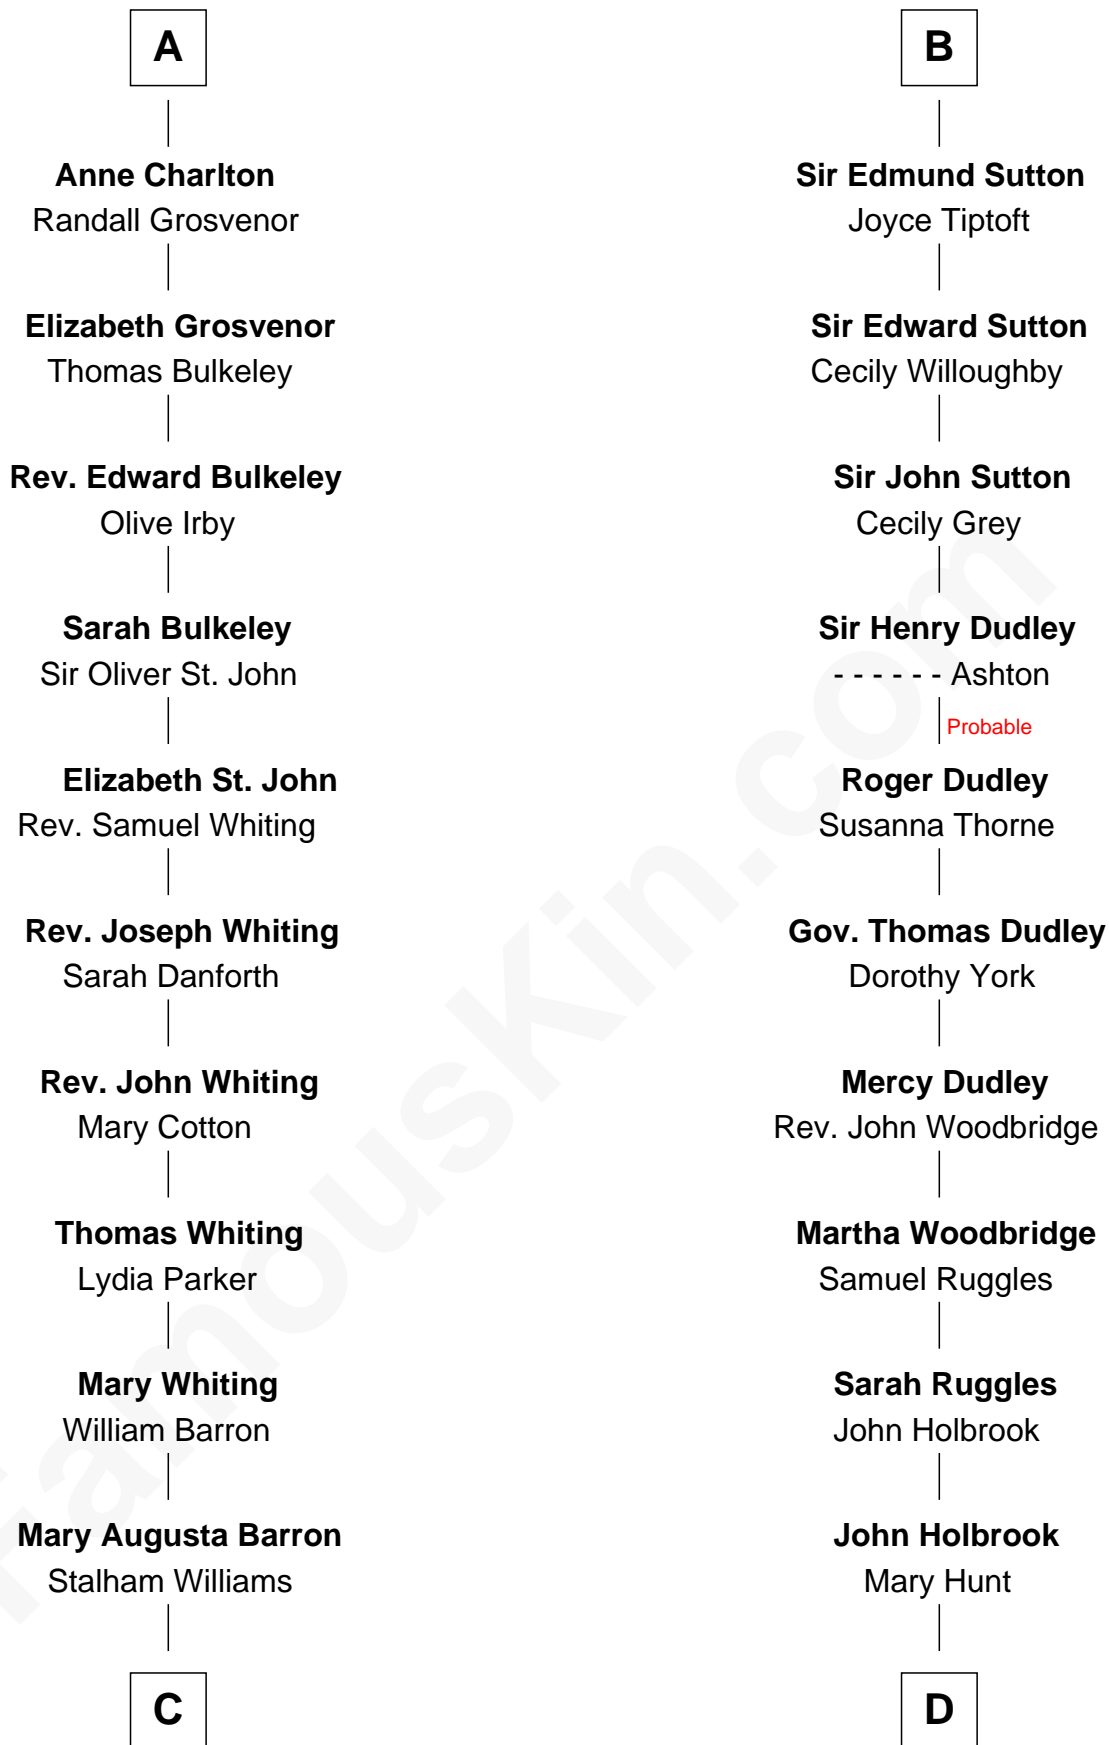 A
Anne Charlton
Randall Grosvenor
Elizabeth Grosvenor
Thomas Bulkeley
Rev. Edward Bulkeley
Olive Irby
Sarah Bulkeley
Sir Oliver St. John
Elizabeth St. John
Rev. Samuel Whiting
Rev. Joseph Whiting
Sarah Danforth
Rev. John Whiting
Mary Cotton
Thomas Whiting
Lydia Parker
Mary Whiting
William Barron
Mary Augusta Barron
Stalham Williams
C
B
Sir Edmund Sutton
Joyce Tiptoft
Sir Edward Sutton
Cecily Willoughby
Sir John Sutton
Cecily Grey
Sir Henry Dudley
- - - - - - Ashton
Probable
Roger Dudley
Susanna Thorne
Gov. Thomas Dudley
Dorothy York
Mercy Dudley
Rev. John Woodbridge
Martha Woodbridge
Samuel Ruggles
Sarah Ruggles
John Holbrook
John Holbrook
Mary Hunt
D
FamousKin.com